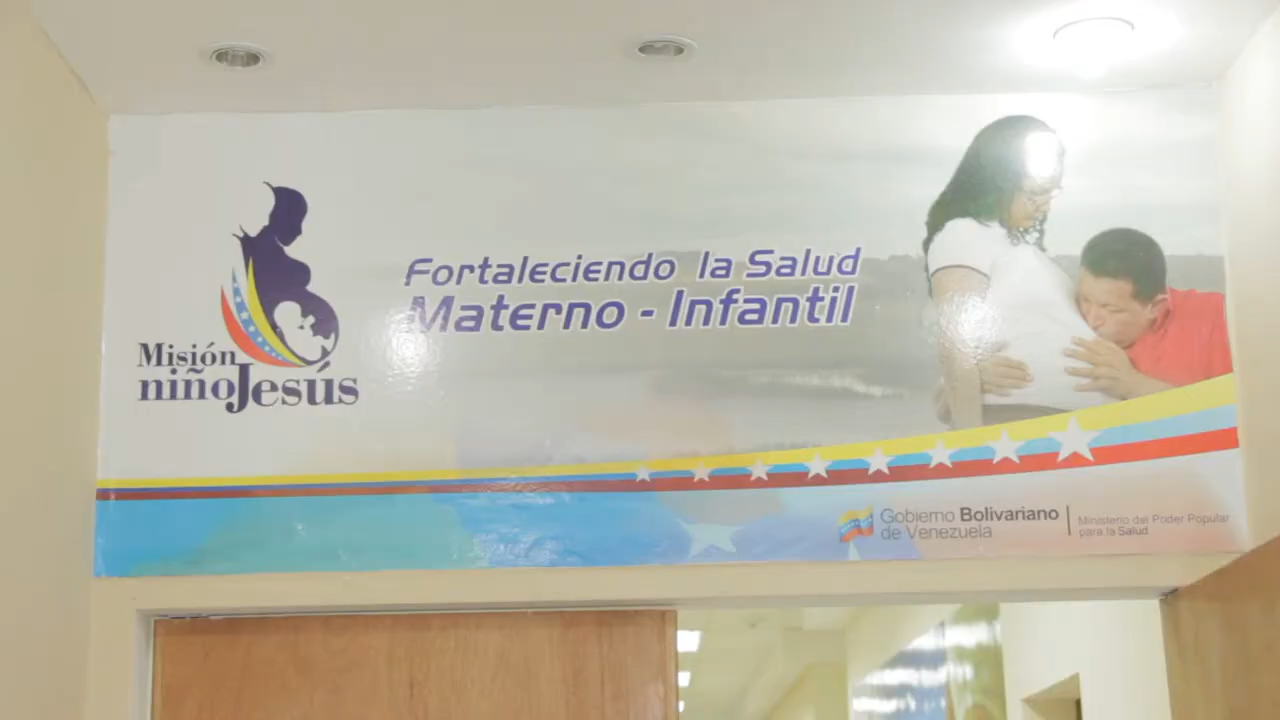 Fortaleciendo la Salud
Materno - Infantil
Misión
niñoJesús
Gobierno Bolivariano
de Venezuela
Ministerio del Poder Popular
para la Salud